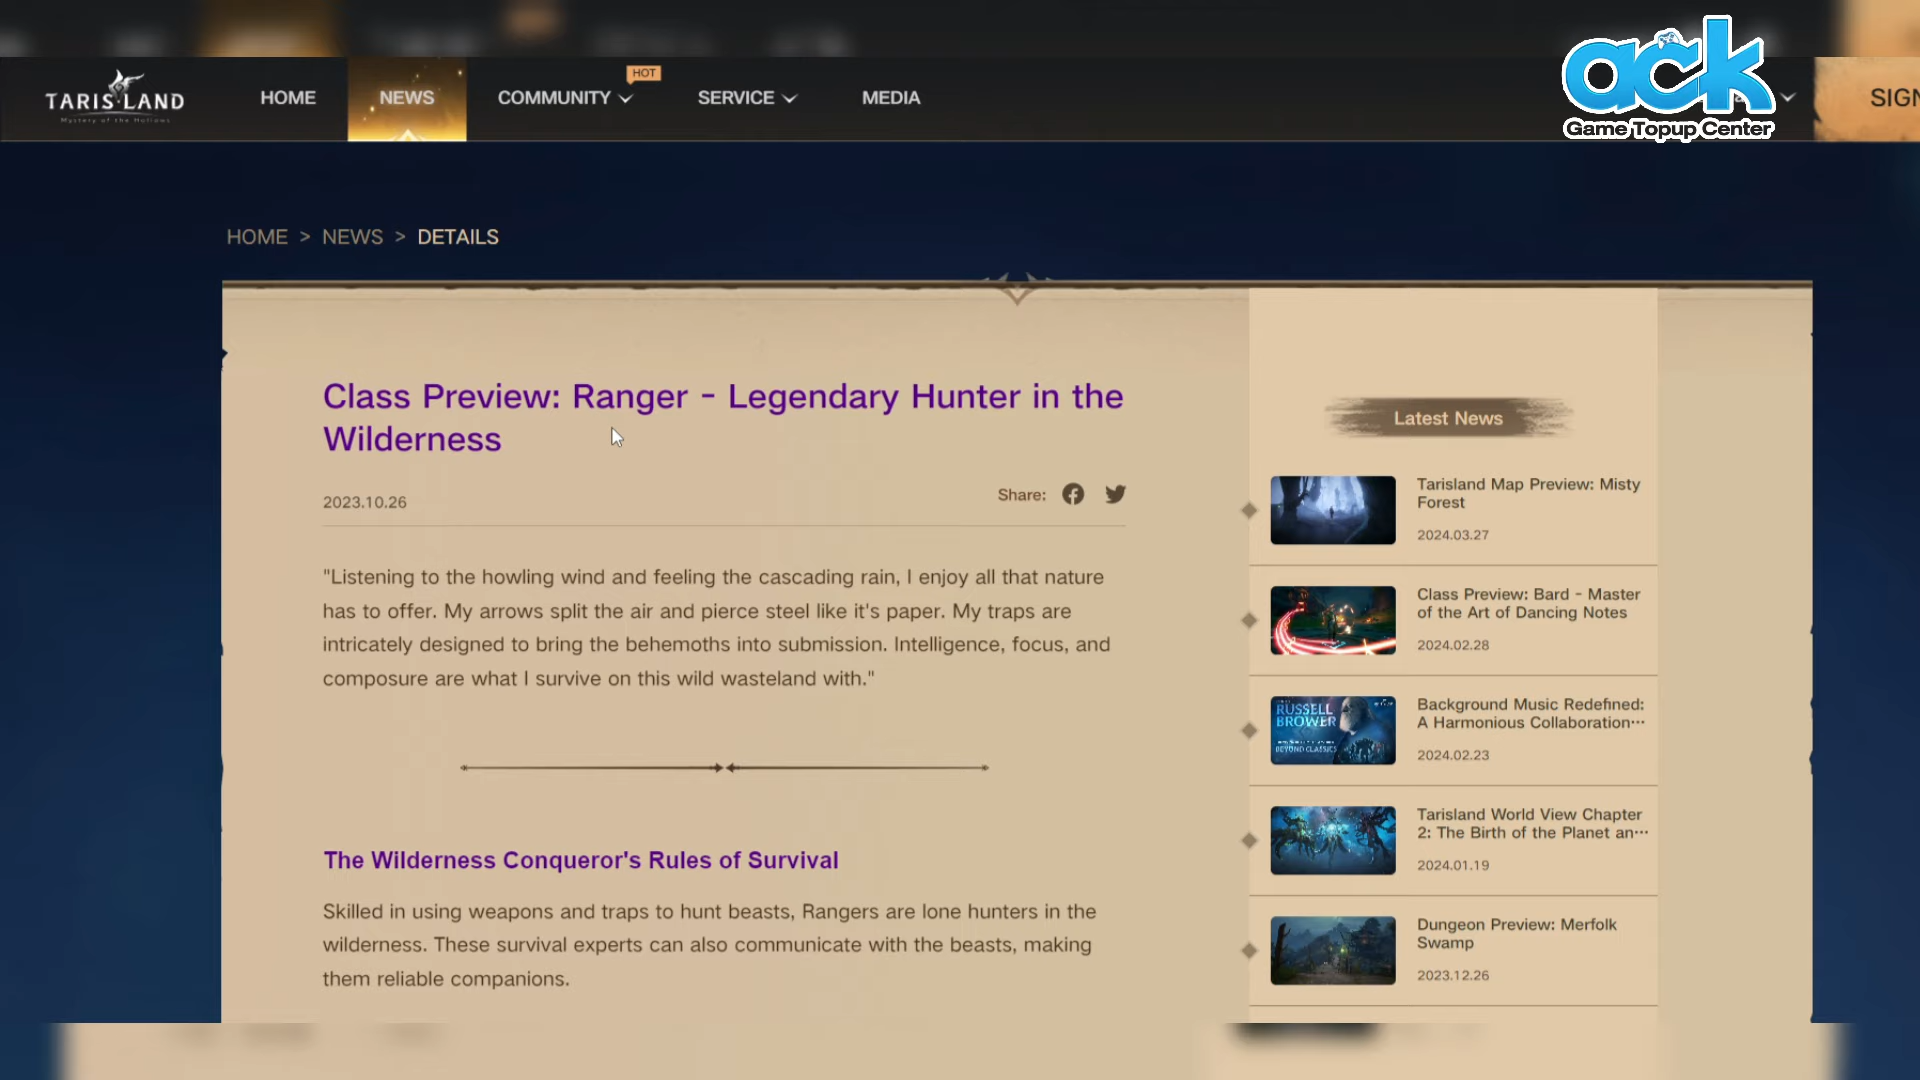 TARISLAND
Mystery of the Hollows
HOME
NEWS
COMMUNITY
HOT
SERVICE
MEDIA
ack
Game Topup Center
SIGN
HOME > NEWS > DETAILS
Class Preview: Ranger - Legendary Hunter in the
Wilderness
2023.10.26
Share:
"Listening to the howling wind and feeling the cascading rain, I enjoy all that nature
has to offer. My arrows split the air and pierce steel like it's paper. My traps are
intricately designed to bring the behemoths into submission. Intelligence, focus, and
composure are what I survive on this wild wasteland with."
The Wilderness Conqueror's Rules of Survival
Skilled in using weapons and traps to hunt beasts, Rangers are lone hunters in the
wilderness. These survival experts can also communicate with the beasts, making
them reliable companions.
Latest News
Tarisland Map Preview: Misty
Forest
2024.03.27
Class Preview: Bard - Master
of the Art of Dancing Notes
2024.02.28
RUSSELL
BROWER
BEYOND CLASSICS
Background Music Redefined:
A Harmonious Collaboration···
2024.02.23
Tarisland World View Chapter
2: The Birth of the Planet an···
2024.01.19
Dungeon Preview: Merfolk
Swamp
2023.12.26